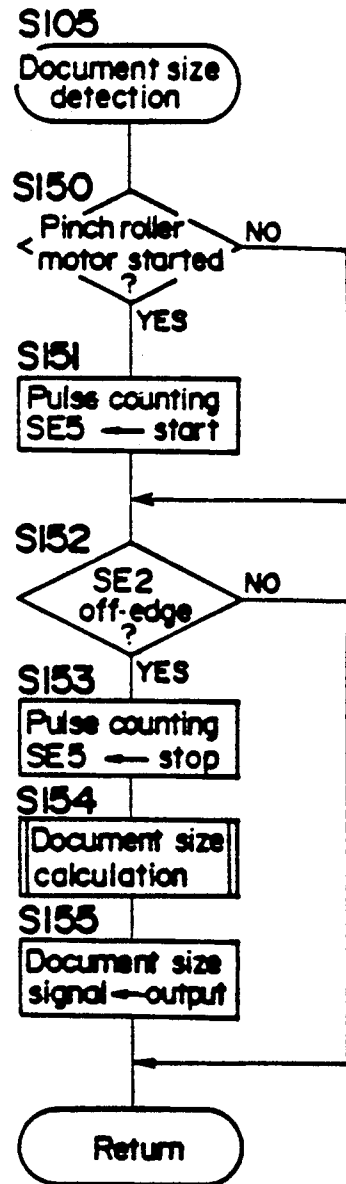 S105
Document size
detection
S150
Pinch roller
motor started
?
NO
YES
S151
Pulse counting
SE5 ← start
S152
SE2
off-edge
?
NO
YES
S153
Pulse counting
SE5 ← stop
S154
Document size
calculation
S155
Document size
signal←output
Return